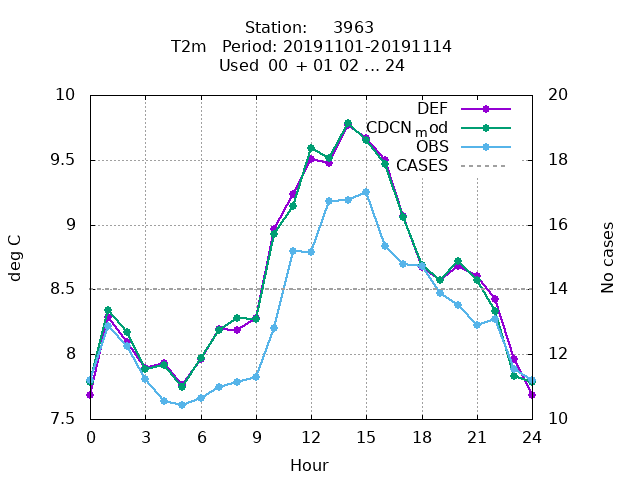 Station: 3963
T2m Period: 20191101-20191114
Used 00 + 01 02 ... 24
10
9.5
9
8.5
8
7.5
20
18
16
14
12
10
DEF
CDCN_mod
OBS
CASES
deg C
No cases
0 3 6 9 12 15 18 21 24
Hour